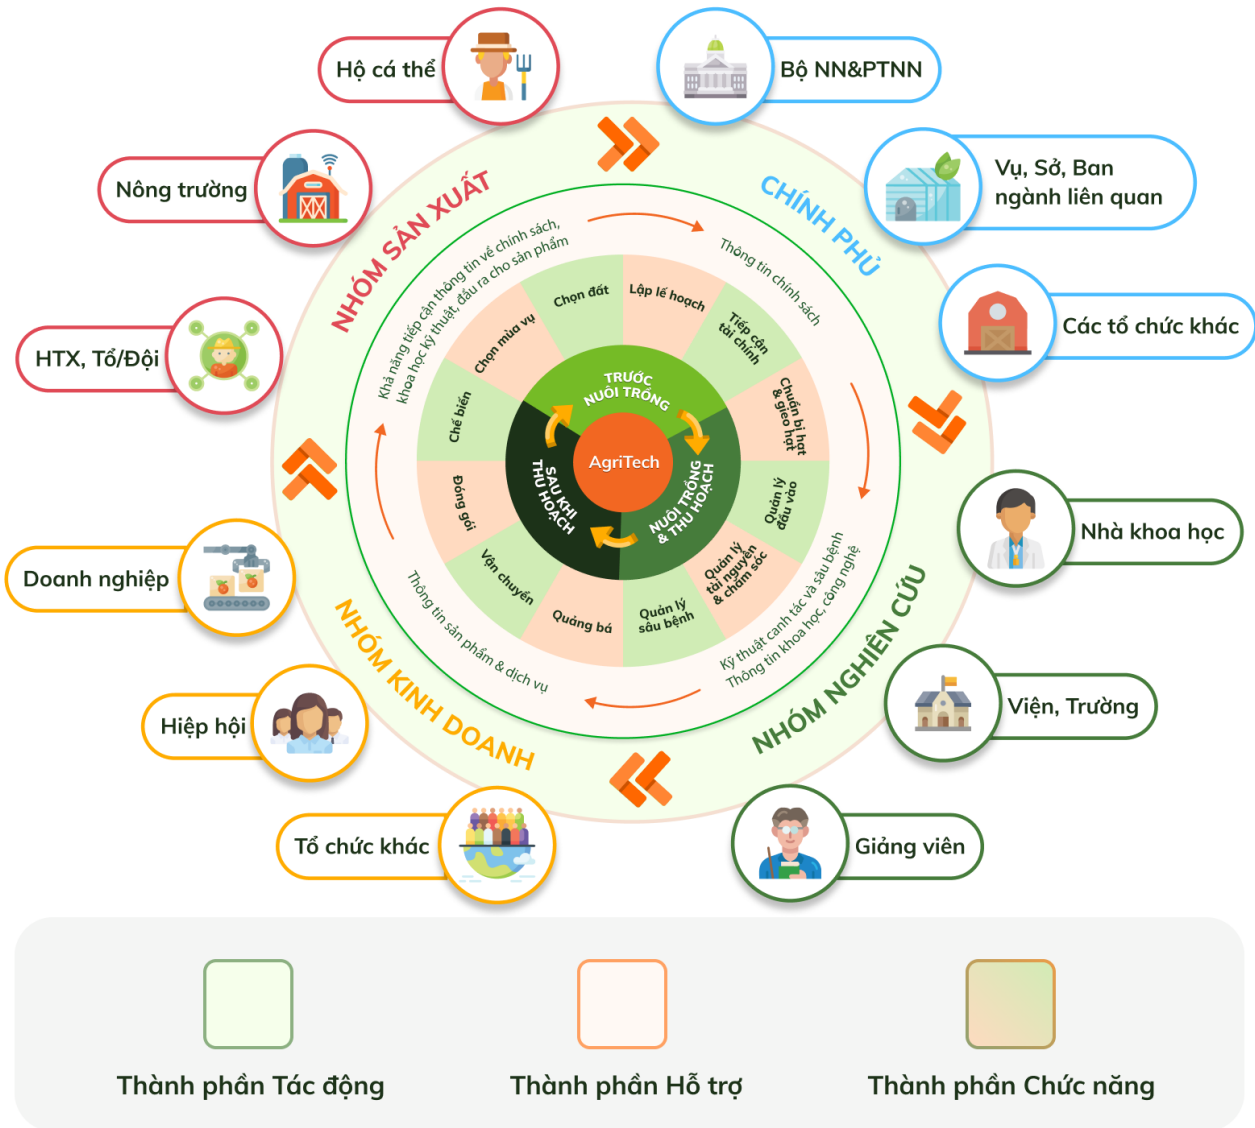 Hộ cá thể
Bộ NN&PTNN
Nông trường
Vụ, Sở, Ban
ngành liên quan
HTX, Tổ/Đội
Các tổ chức khác
NHÓM SẢN XUẤT
CHÍNH PHỦ
Khả năng tiếp cận thông tin về chính sách,
khoa học kỹ thuật, đầu ra cho sản phẩm
Thông tin chính sách
Chọn đất
Lập lế hoạch
Chọn mùa vụ
Tiếp cận
tài chính
Chế biến
Chuẩn bị hạt
& gieo hạt
TRƯỚC
NUÔI TRỒNG
AgriTech
SAU KHI
THU HOẠCH
NUÔI TRỒNG
& THU HOẠCH
Đóng gói
Quản lý
đầu vào
Vận chuyển
Quản lý
tài nguyên
& chăm sóc
Quảng bá
Quản lý
sâu bệnh
Thông tin sản phẩm & dịch vụ
Kỹ thuật canh tác và sâu bệnh
Thông tin khoa học, công nghệ
NHÓM KINH DOANH
NHÓM NGHIÊN CỨU
Doanh nghiệp
Nhà khoa học
Hiệp hội
Viện, Trường
Tổ chức khác
Giảng viên
Thành phần Tác động
Thành phần Hỗ trợ
Thành phần Chức năng